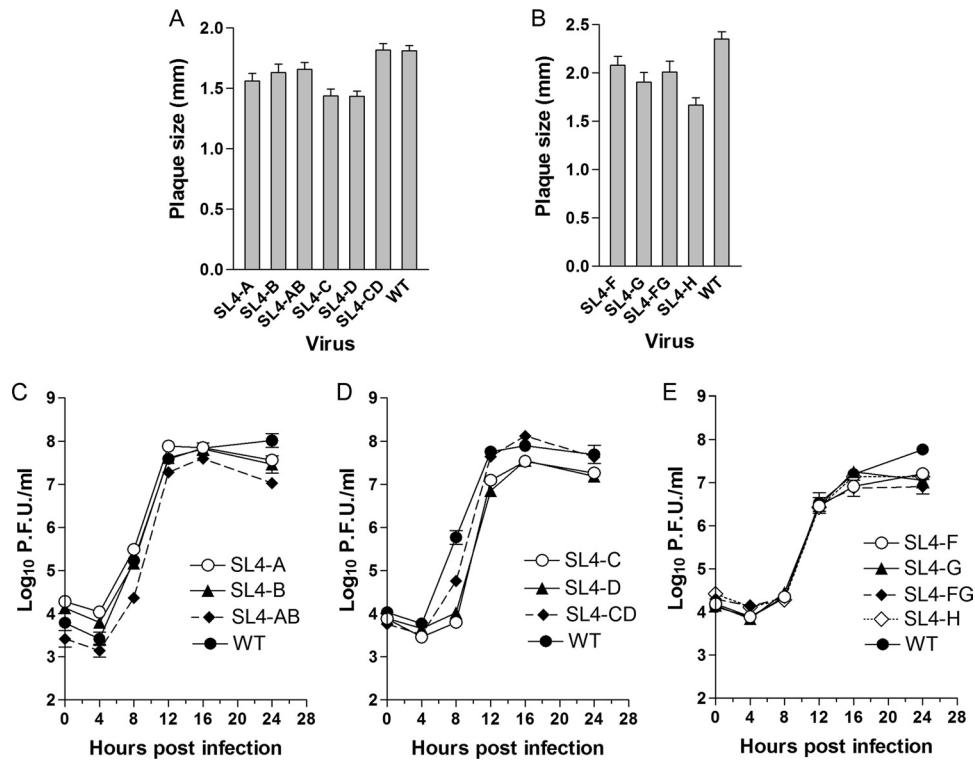 A
Plaque size (mm)
2.0
1.5
1.0
0.5
0.0
SL4-A
SL4-B
SL4-AB
SL4-C
SL4-D
SL4-CD
WT
Virus
B
Plaque size (mm)
2.5
2.0
1.5
1.0
0.5
0.0
SL4-F
SL4-G
SL4-FG
SL4-H
WT
Virus
C
Log10 P.F.U./ml
9
8
7
6
5
4
3
2
SL4-A
SL4-B
SL4-AB
WT
0 4 8 12 16 20 24 28
Hours post infection
D
Log10 P.F.U./ml
9
8
7
6
5
4
3
2
SL4-C
SL4-D
SL4-CD
WT
0 4 8 12 16 20 24 28
Hours post infection
E
Log10 P.F.U./ml
9
8
7
6
5
4
3
2
SL4-F
SL4-G
SL4-FG
SL4-H
WT
0 4 8 12 16 20 24 28
Hours post infection